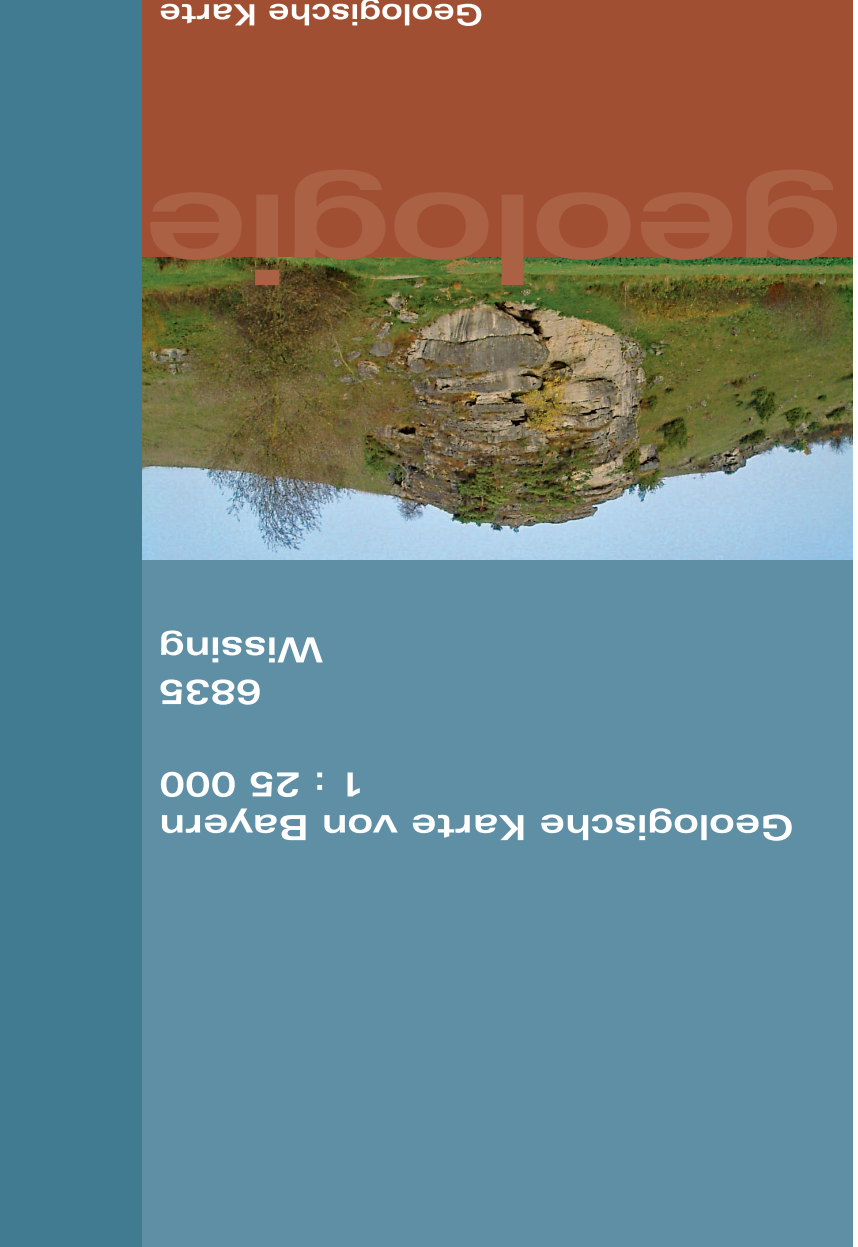 Geologische Karte von Bayern
1 : 25 000
6835
Wissing
geologie
Geologische Karte